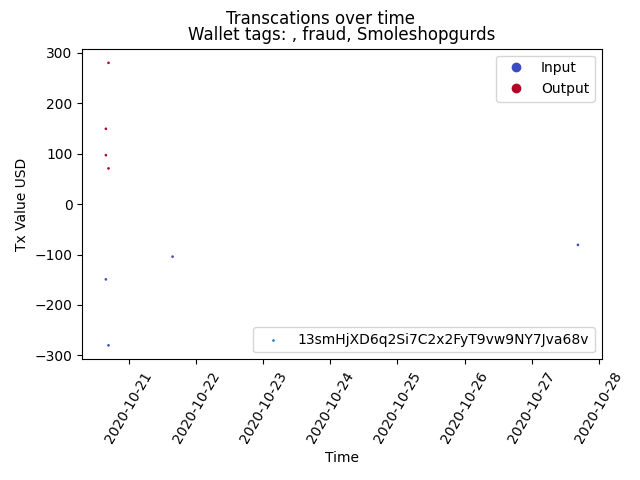 Transcations over time
Wallet tags: , fraud, Smoleshopgurds
Input
Output
Tx Value USD
300
200
100
0
−100
−200
−300
13smHjXD6q2Si7C2x2FyT9vw9NY7Jva68v
2020-10-21
2020-10-22
2020-10-23
2020-10-24
2020-10-25
2020-10-26
2020-10-27
2020-10-28
Time